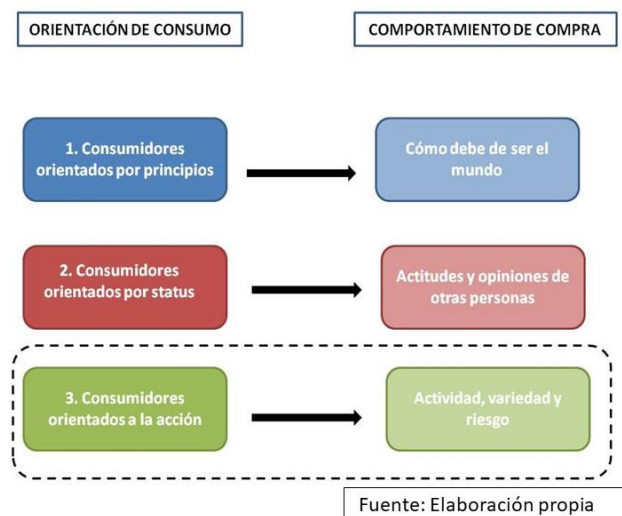 ORIENTACIÓN DE CONSUMO
COMPORTAMIENTO DE COMPRA
1. Consumidores
orientados por principios
Cómo debe de ser el
mundo
2. Consumidores
orientados por status
Actitudes y opiniones de
otras personas
3. Consumidores
orientados a la acción
Actividad, variedad y
riesgo
Fuente: Elaboración propia